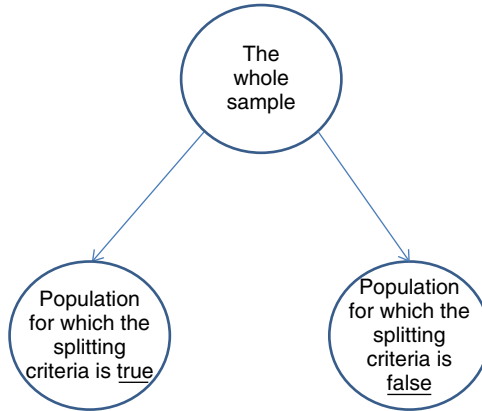 The
whole
sample
Population
for which the
splitting
criteria is true
Population
for which the
splitting
criteria is
false